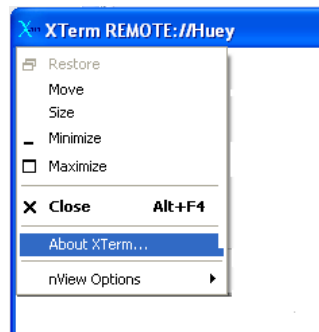 XTerm REMOTE://Huey
Restore
Move
Size
Minimize
Maximize
Close Alt+F4
About XTerm...
nView Options